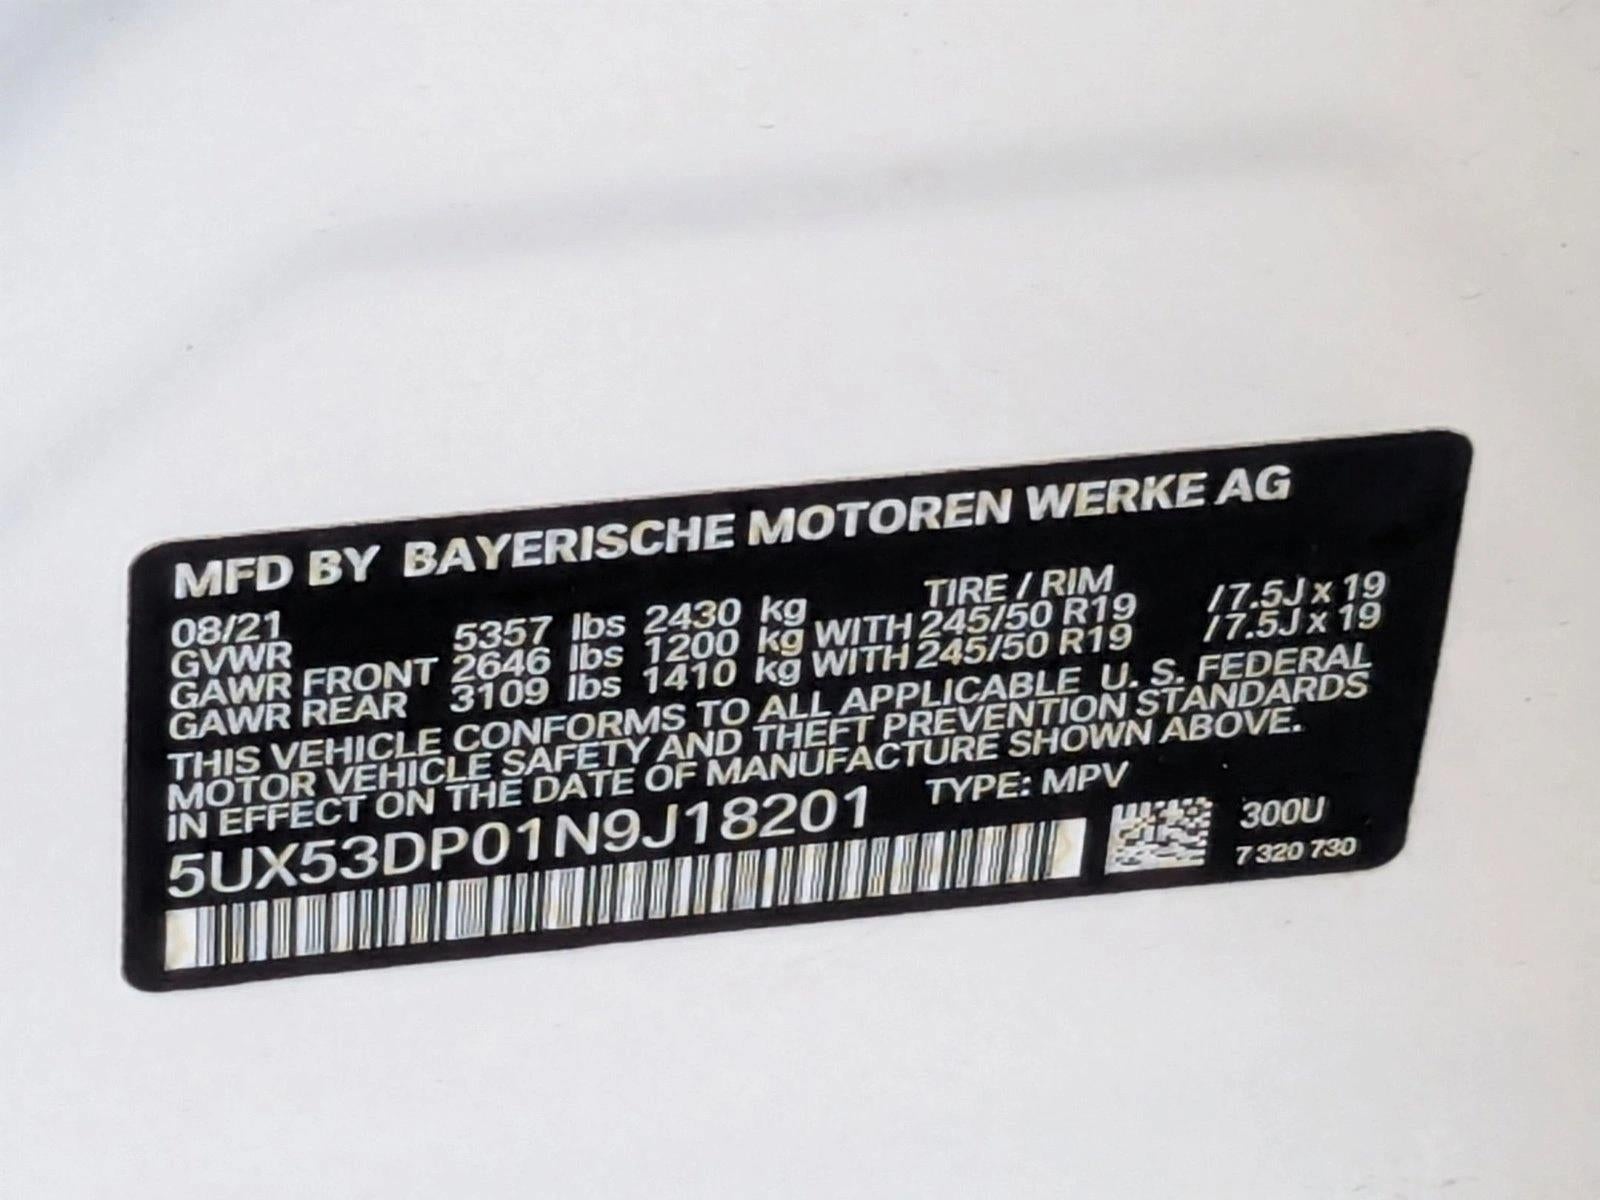 MFD BY BAYERISCHE MOTOREN WERKE AG
08/21 TIRE / RIM
GVWR 5357 lbs 2430 kg
GAWR FRONT 2646 lbs 1200 kg WITH 245/50 R19 / 7.5J x 19
GAWR REAR 3109 lbs 1410 kg WITH 245/50 R19 / 7.5J x 19
THIS VEHICLE CONFORMS TO ALL APPLICABLE U. S. FEDERAL
MOTOR VEHICLE SAFETY AND THEFT PREVENTION STANDARDS
IN EFFECT ON THE DATE OF MANUFACTURE SHOWN ABOVE.
5UX53DP01N9J18201 TYPE: MPV
300U
7 320 730